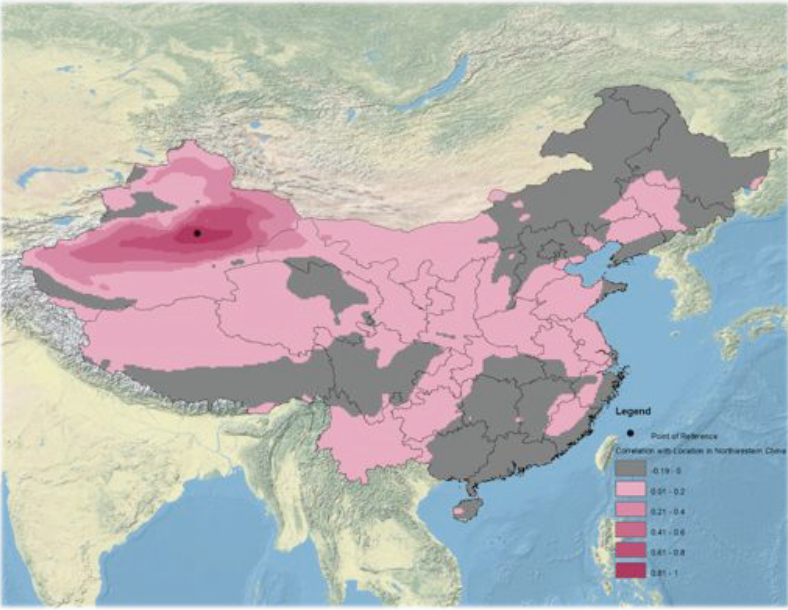 Legend
Point of Reference
Correlation with Location in Northwestern China
-0.19 - 0
0.01 - 0.2
0.21 - 0.4
0.41 - 0.6
0.61 - 0.8
0.81 - 1